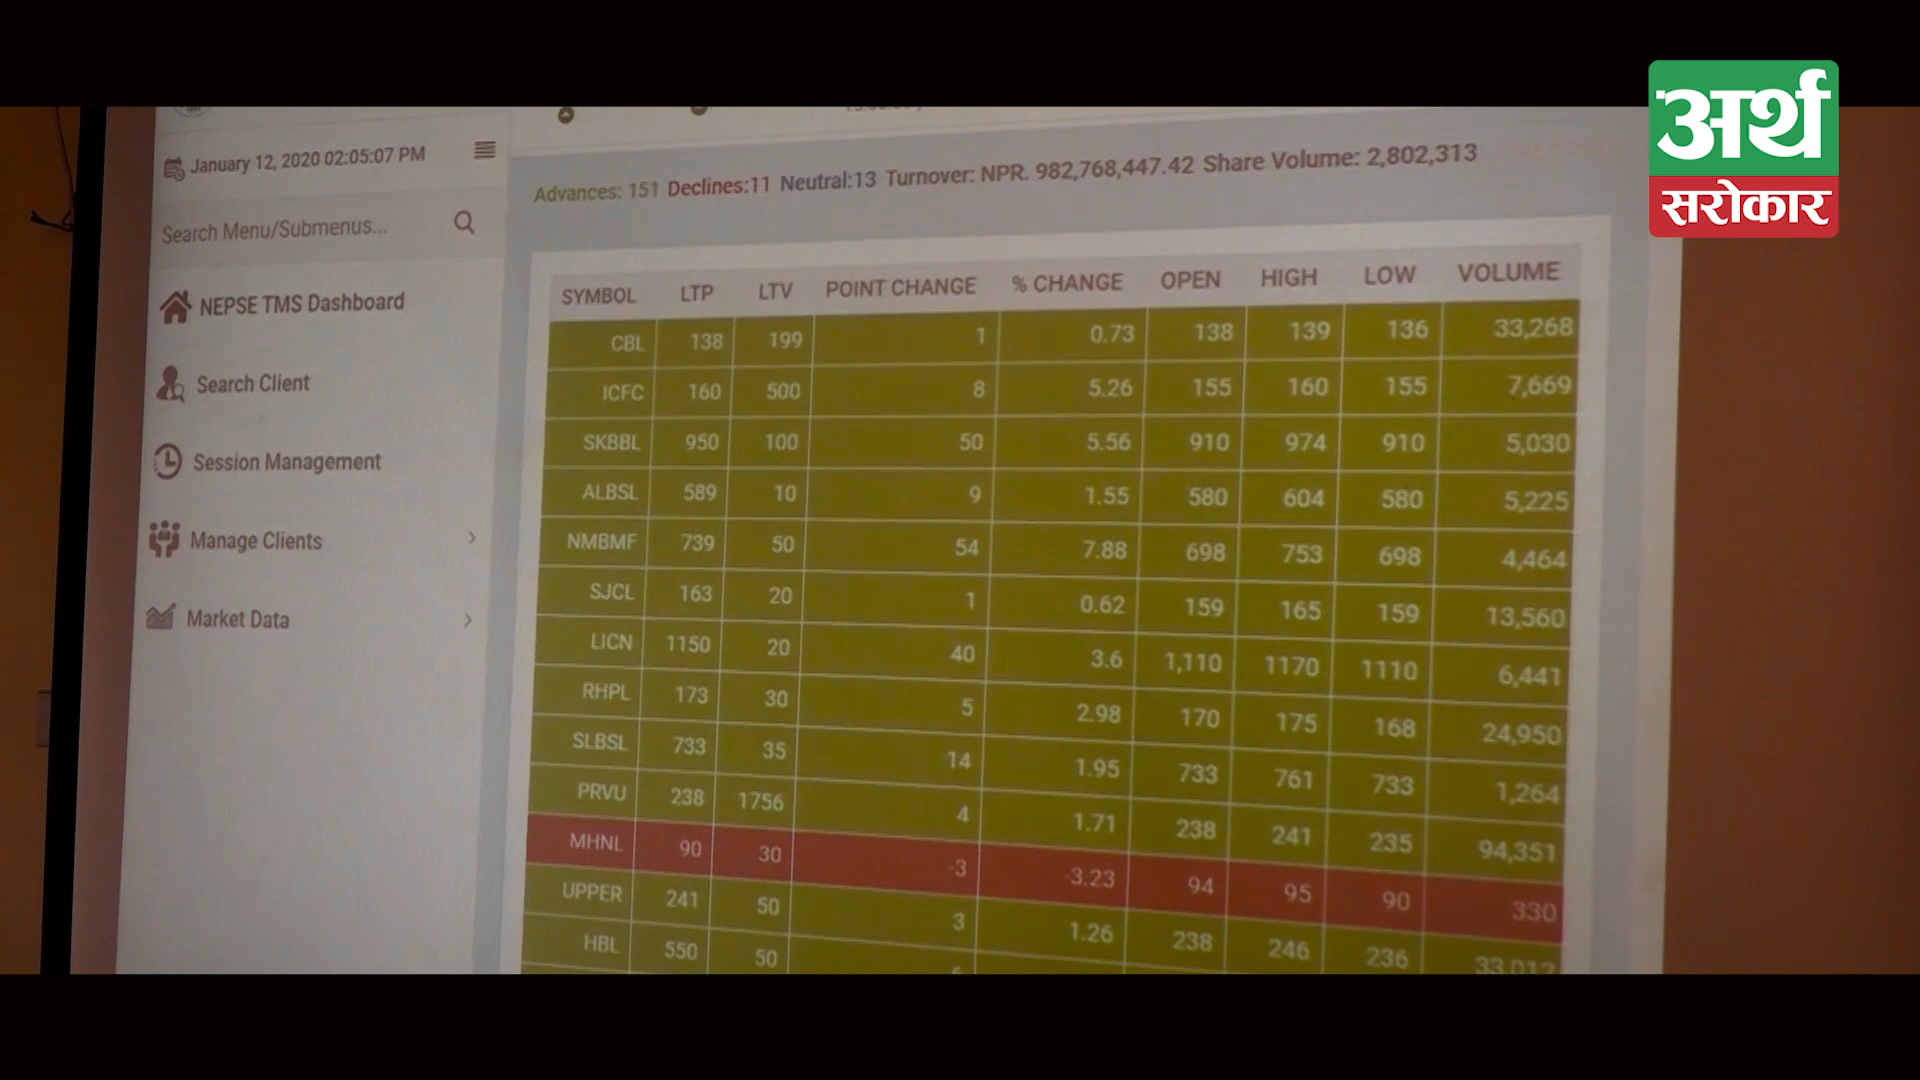 अर्थ
सरोकार
January 12, 2020 02:05:07 PM
Advances: 151 Declines:11 Neutral:13 Turnover: NPR. 982,768,447.42 Share Volume: 2,802,313
Search Menu/Submenus...
NEPSE TMS Dashboard
Search Client
Session Management
Manage Clients
Market Data
SYMBOL LTP LTV POINT CHANGE % CHANGE OPEN HIGH LOW VOLUME
CBL 138 199 1 0.73 138 139 136 33,268
ICFC 160 500 8 5.26 155 160 155 7,669
SKBBL 950 100 50 5.56 910 974 910 5,030
ALBSL 589 10 9 1.55 580 604 580 5,225
NMBMF 739 50 54 7.88 698 753 698 4,464
SJCL 163 20 1 0.62 159 165 159 13,560
LICN 1150 20 40 3.6 1,110 1170 1110 6,441
RHPL 173 30 5 2.98 170 175 168 24,950
SLBSL 733 35 14 1.95 733 761 733 1,264
PRVU 238 1756 4 1.71 238 241 235 94,351
MHNL 90 30 -3 -3.23 94 95 90 330
UPPER 241 50 3 1.26 238 246 236 33,012
HBL 550 50